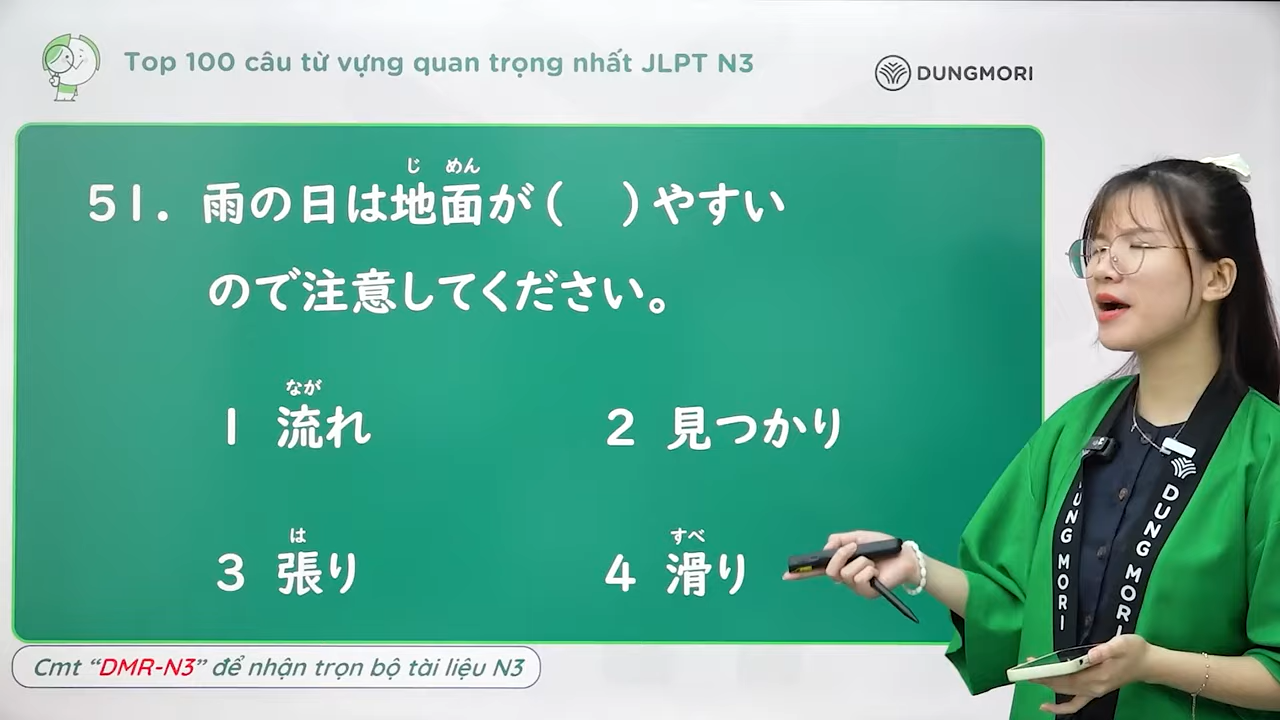 Top 100 câu từ vựng quan trọng nhất JLPT N3
DUNGMORI
じ めん
51. 雨の日は地面が( )やすい
ので注意してください。
なが
1 流れ
2 見つかり
は
3 張り
すべ
4 滑り
Cmt “DMR-N3” để nhận trọn bộ tài liệu N3
DUNG MORI
DUNG MORI